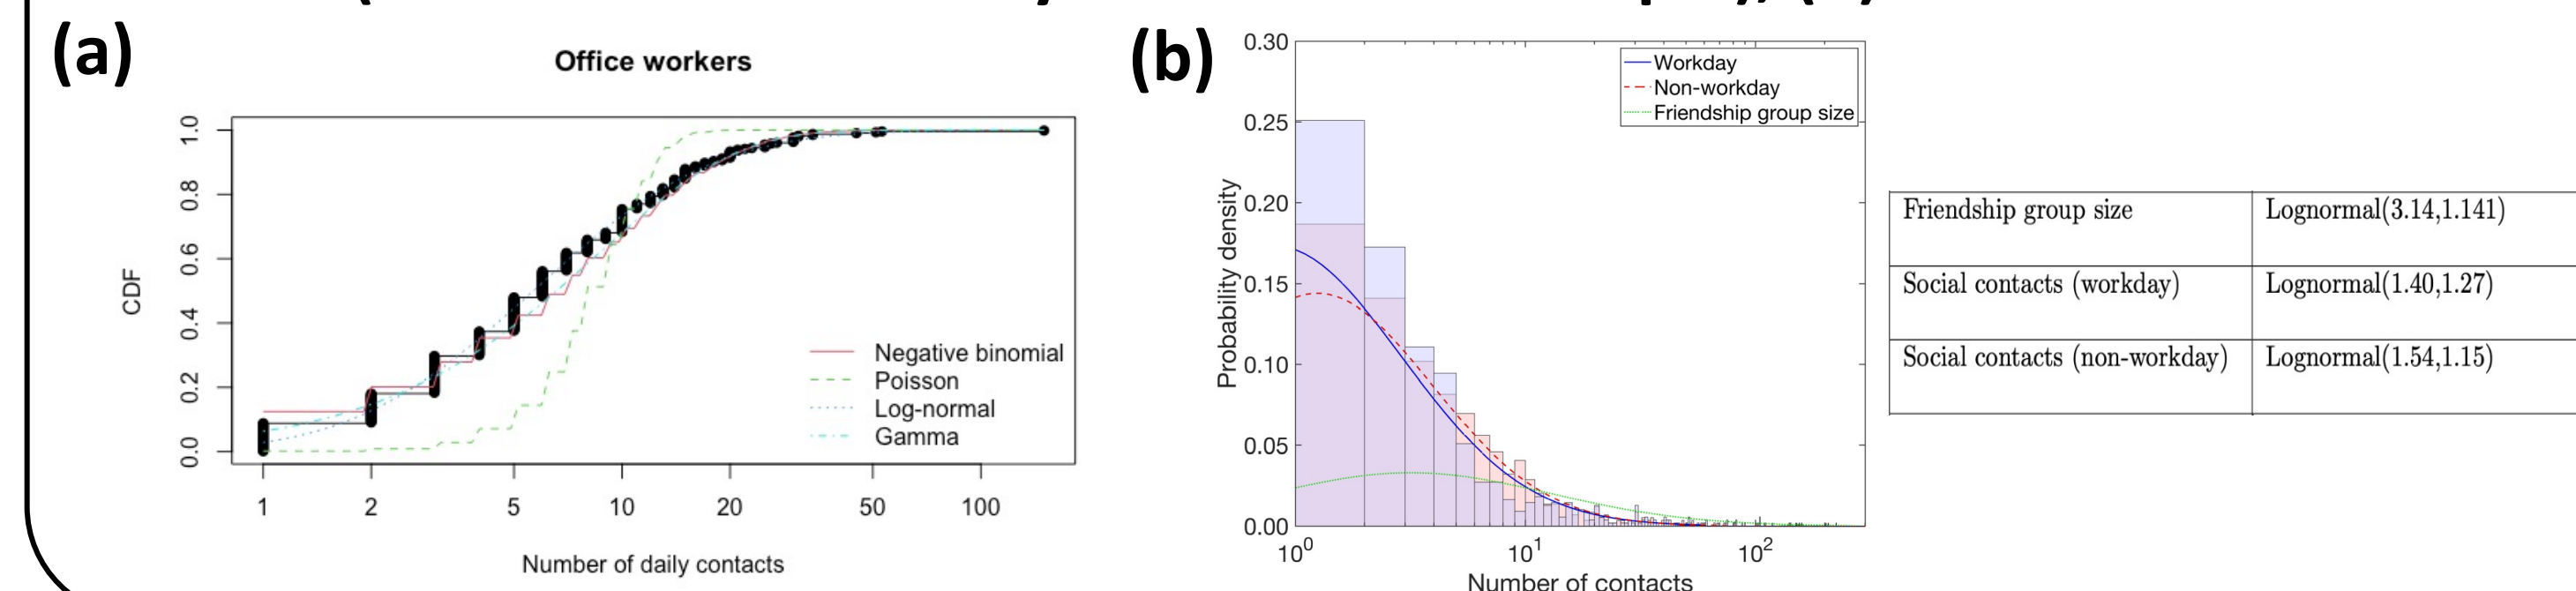 (a)
Office workers
CDF
1.0
0.8
0.6
0.4
0.2
0.0
Negative binomial
Poisson
Log-normal
Gamma
1 2 5 10 20 50 100
Number of daily contacts
(b)
Probability density
0.30
0.25
0.20
0.15
0.10
0.05
0.00
Workday
Non-workday
Friendship group size
10^0 10^1 10^2
Number of contacts
Friendship group size Lognormal(3.14,1.141)
Social contacts (workday) Lognormal(1.40,1.27)
Social contacts (non-workday) Lognormal(1.54,1.15)